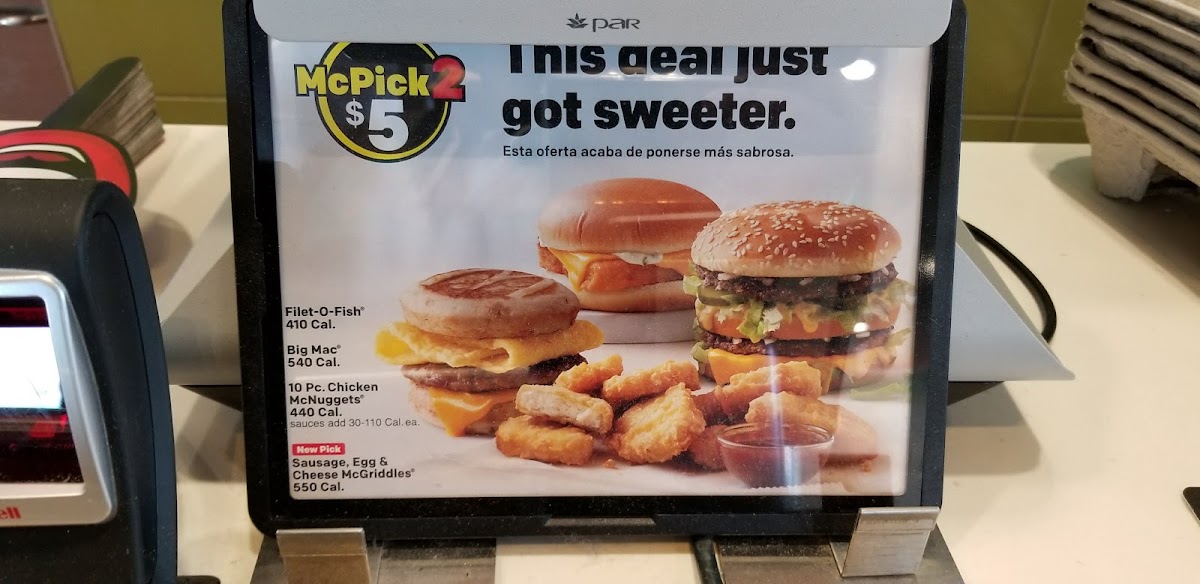 par
McPick 2
$5
This deal just
got sweeter.
Esta oferta acaba de ponerse más sabrosa.
Filet-O-Fish®
410 Cal.
Big Mac®
540 Cal.
10 Pc. Chicken
McNuggets®
440 Cal.
sauces add 30-110 Cal.ea.
New Pick
Sausage, Egg &
Cheese McGriddles®
550 Cal.
ell